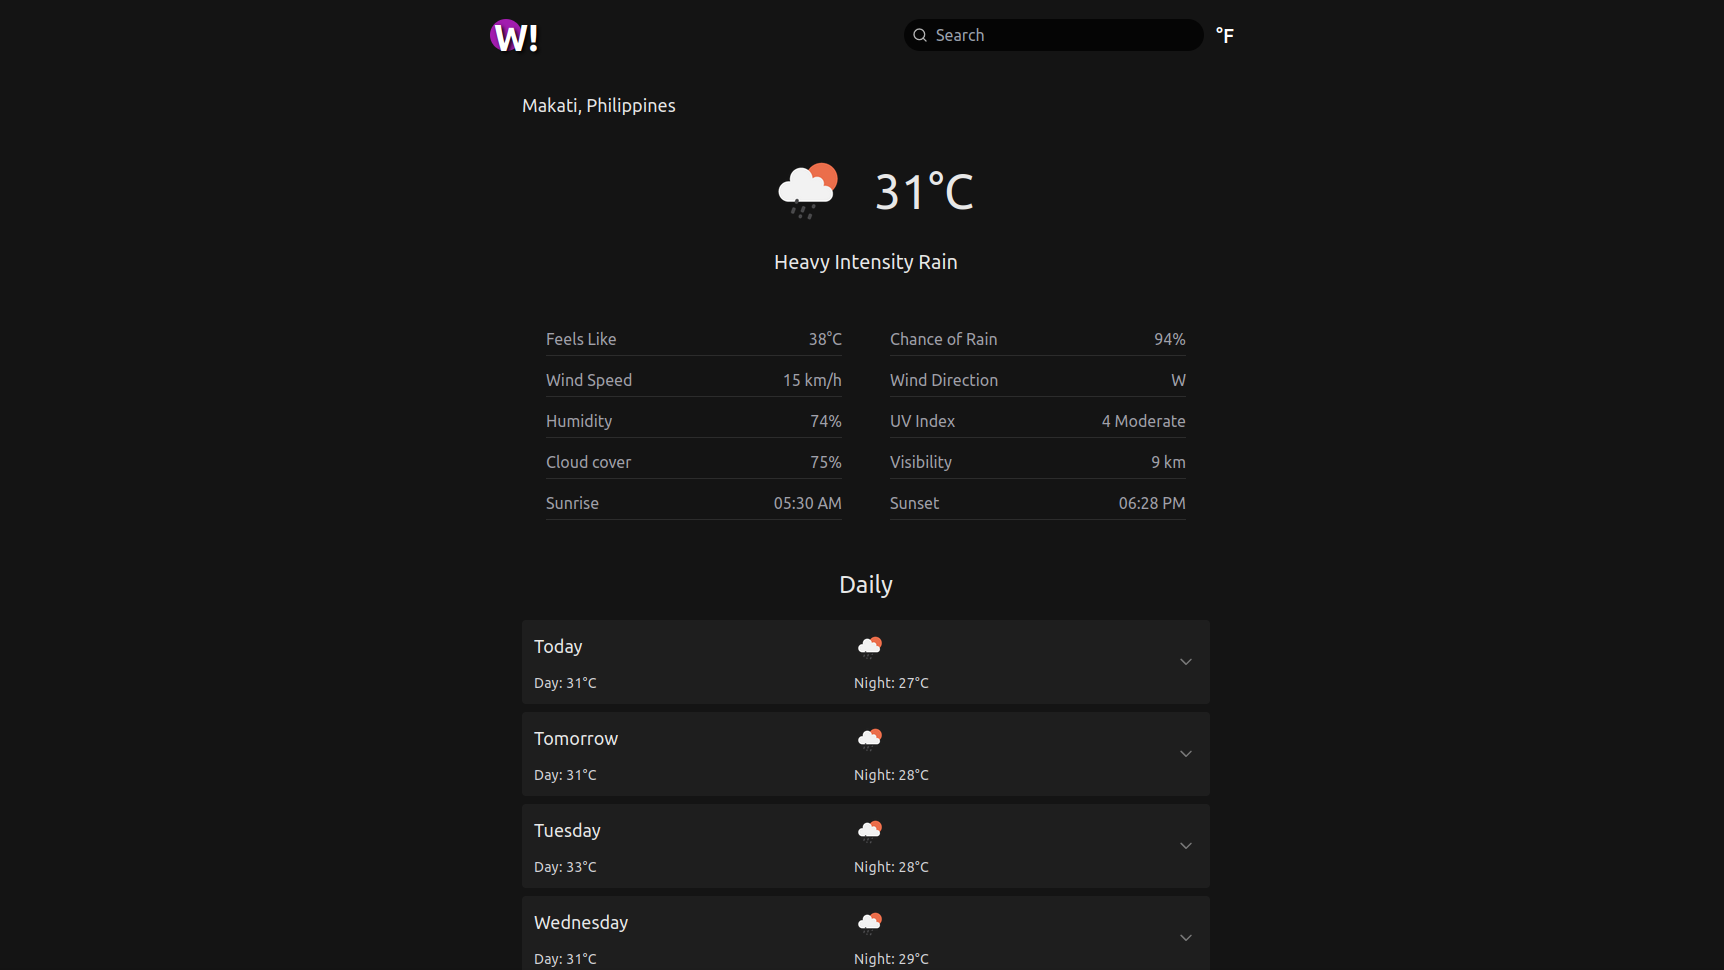 W!
Search
°F
Makati, Philippines
31°C
Heavy Intensity Rain
Feels Like 38°C
Chance of Rain 94%
Wind Speed 15 km/h
Wind Direction W
Humidity 74%
UV Index 4 Moderate
Cloud cover 75%
Visibility 9 km
Sunrise 05:30 AM
Sunset 06:28 PM
Daily
Today
Day: 31°C Night: 27°C
Tomorrow
Day: 31°C Night: 28°C
Tuesday
Day: 33°C Night: 28°C
Wednesday
Day: 31°C Night: 29°C